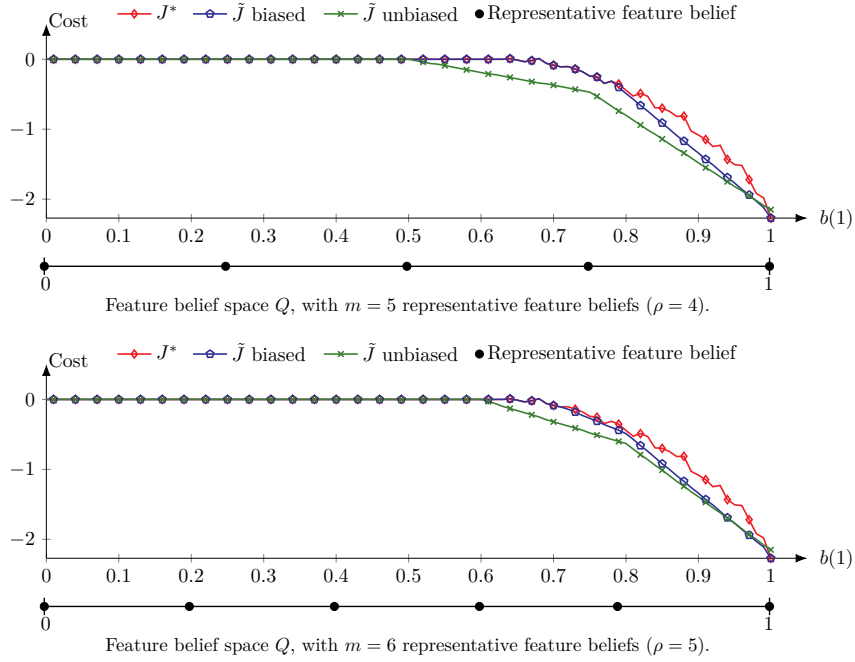 Cost J* J̃ biased J̃ unbiased Representative feature belief
0
−1
−2
0 0.1 0.2 0.3 0.4 0.5 0.6 0.7 0.8 0.9 1 b(1)
0 1
Feature belief space Q, with m = 5 representative feature beliefs (ρ = 4).
J* J̃ biased J̃ unbiased Representative feature belief
Cost
0
−1
−2
0 0.1 0.2 0.3 0.4 0.5 0.6 0.7 0.8 0.9 1 b(1)
0 1
Feature belief space Q, with m = 6 representative feature beliefs (ρ = 5).